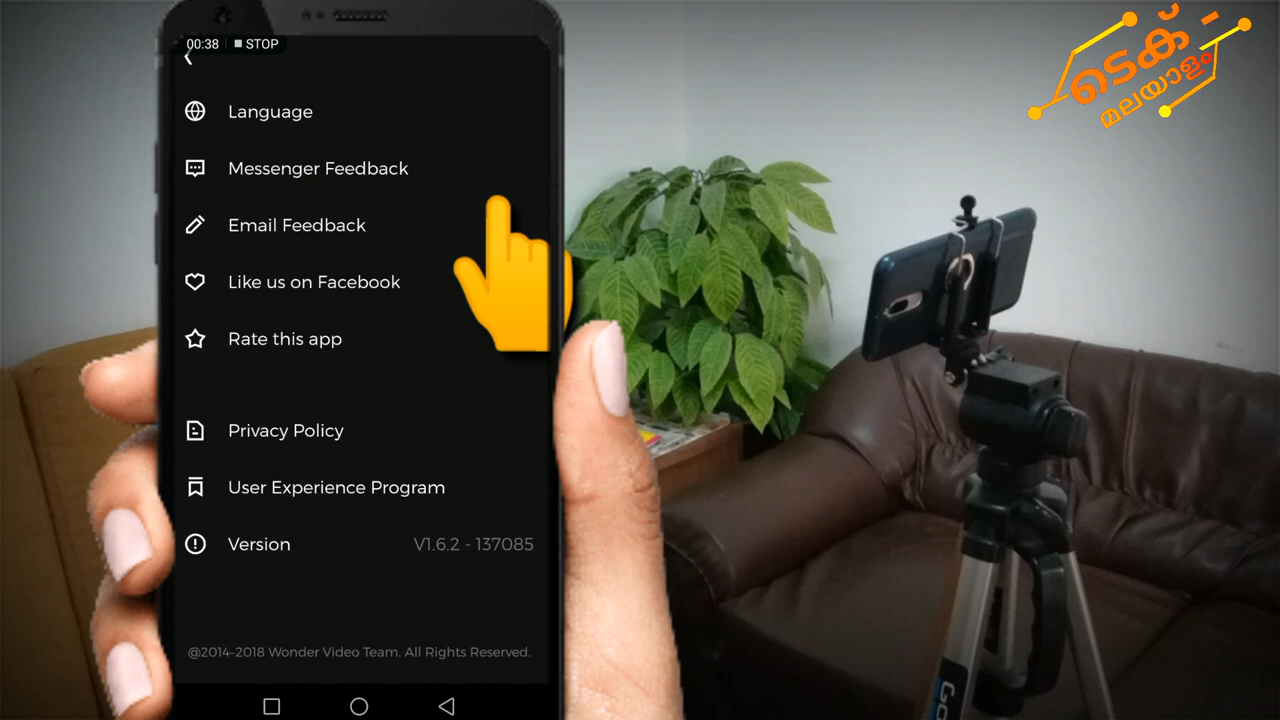 00:38 STOP
Language
Messenger Feedback
Email Feedback
Like us on Facebook
Rate this app
Privacy Policy
User Experience Program
Version V1.6.2 - 137085
@2014-2018 Wonder Video Team. All Rights Reserved.
ടെക്
മലയാളം
GO